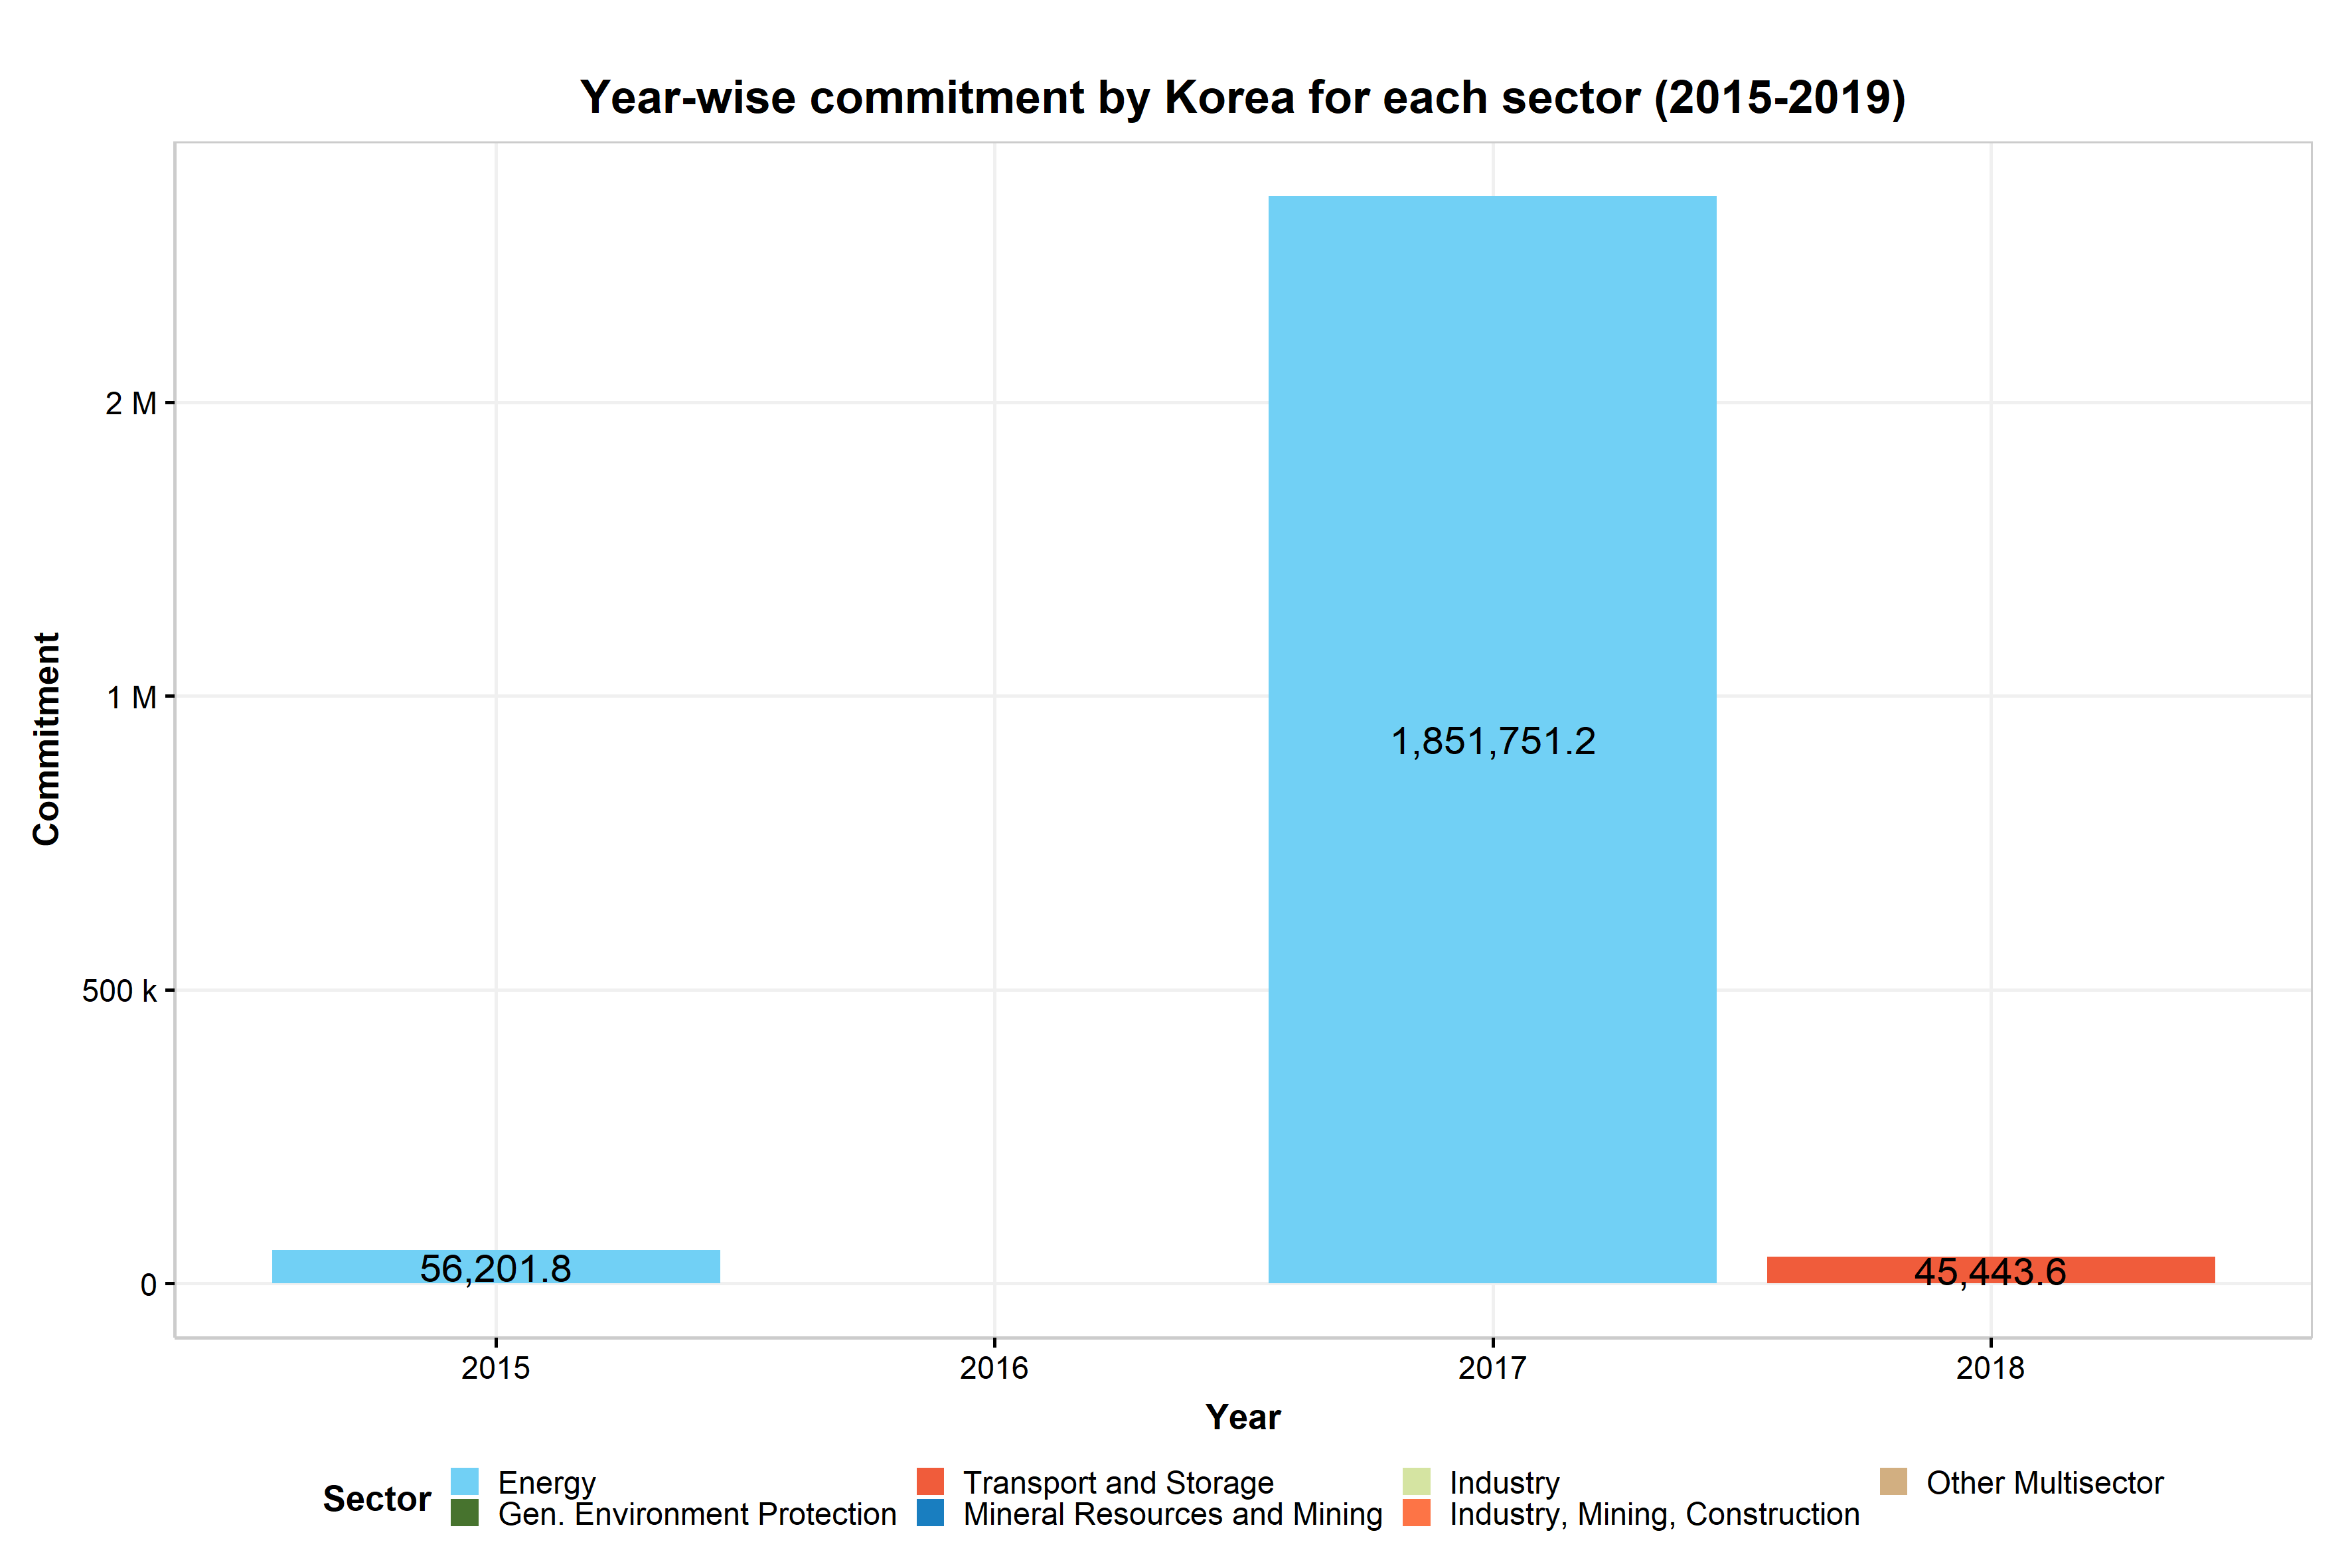 Year-wise commitment by Korea for each sector (2015-2019)
Commitment
2 M
1 M
500 k
0
1,851,751.2
56,201.8
45,443.6
2015
2016
2017
2018
Year
Sector
Energy
Transport and Storage
Industry
Other Multisector
Gen. Environment Protection
Mineral Resources and Mining
Industry, Mining, Construction